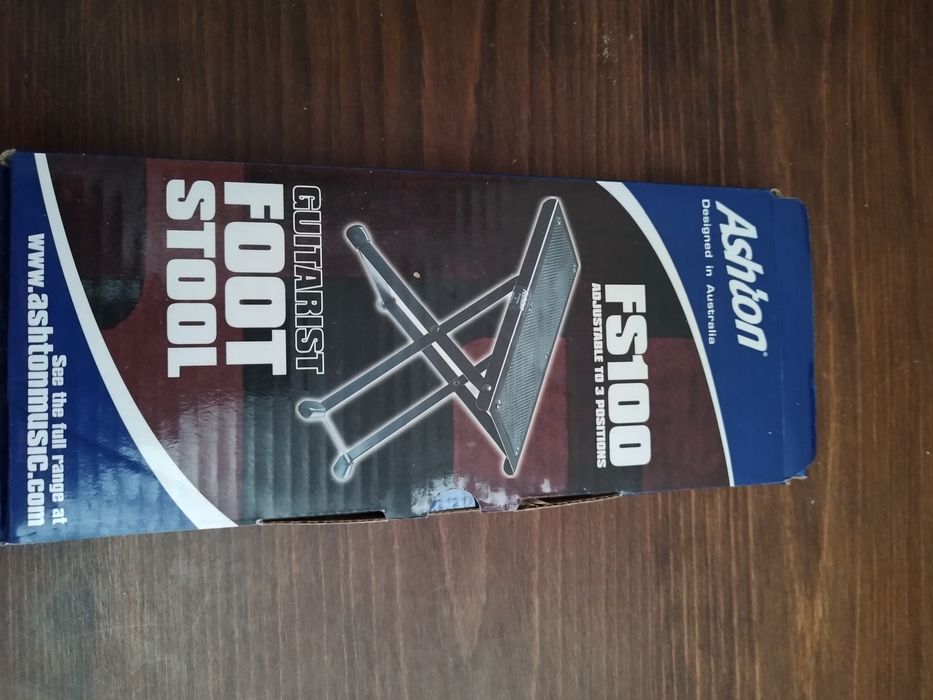 Ashton®
Designed in Australia
FS100
ADJUSTABLE TO 3 POSITIONS
GUITARIST
FOOT
STOOL
See the full range at
www.ashtonmusic.com